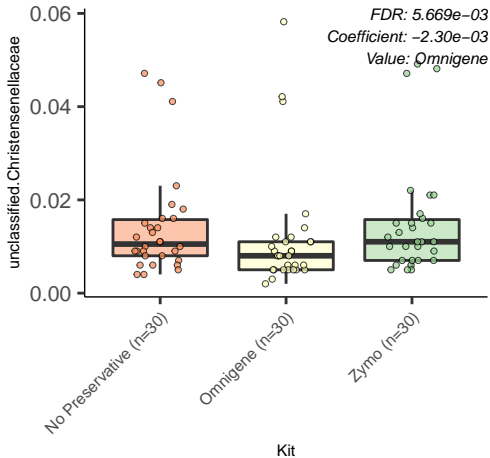 FDR: 5.669e−03
Coefficient: −2.30e−03
Value: Omnigene
unclassified.Christensenellaceae
0.06
0.04
0.02
0.00
No Preservative (n=30)
Omnigene (n=30)
Zymo (n=30)
Kit